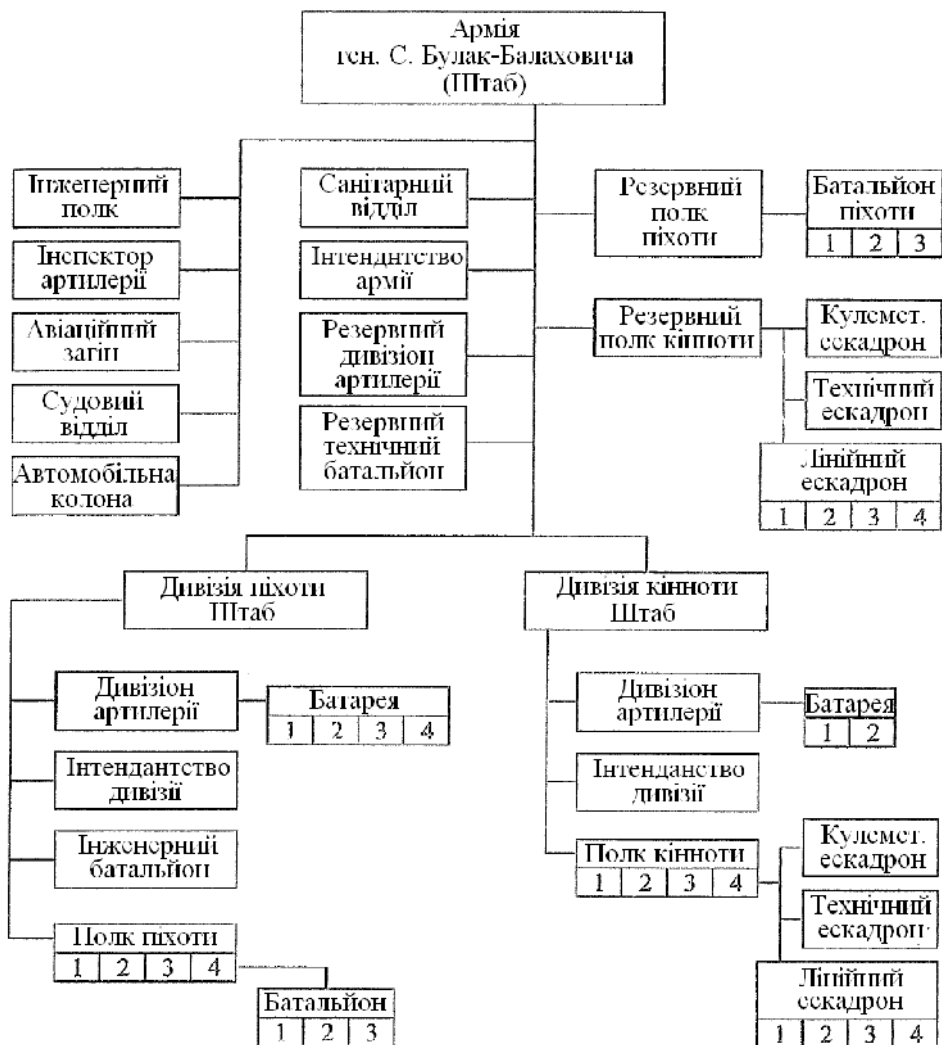 Армія
ген. С. Булак-Балаховича
(Штаб)
Інженерний
полк
Інспектор
артилерії
Авіаційний
загін
Судовий
відділ
Автомобільна
колона
Санітарний
відділ
Інтенднтство
армії
Резервний
дивізіон
артилерії
Резервний
технічний
батальйон
Резервний
полк
піхоти
Батальйон
піхоти
1 2 3
Резервний
полк кінноти
Кулемет.
ескадрон
Технічний
ескадрон
Лінійний
ескадрон
1 2 3 4
Дивізія піхоти
Штаб
Дивізіон
артилерії
Батарея
1 2 3 4
Інтендантство
дивізії
Інженерний
батальйон
Полк піхоти
1 2 3 4
Батальйон
1 2 3
Дивізія кінноти
Штаб
Дивізіон
артилерії
Батарея
1 2
Інтенданство
дивізії
Полк кінноти
1 2 3 4
Кулемет.
ескадрон
Технічний
ескадрон
Лінійний
ескадрон
1 2 3 4